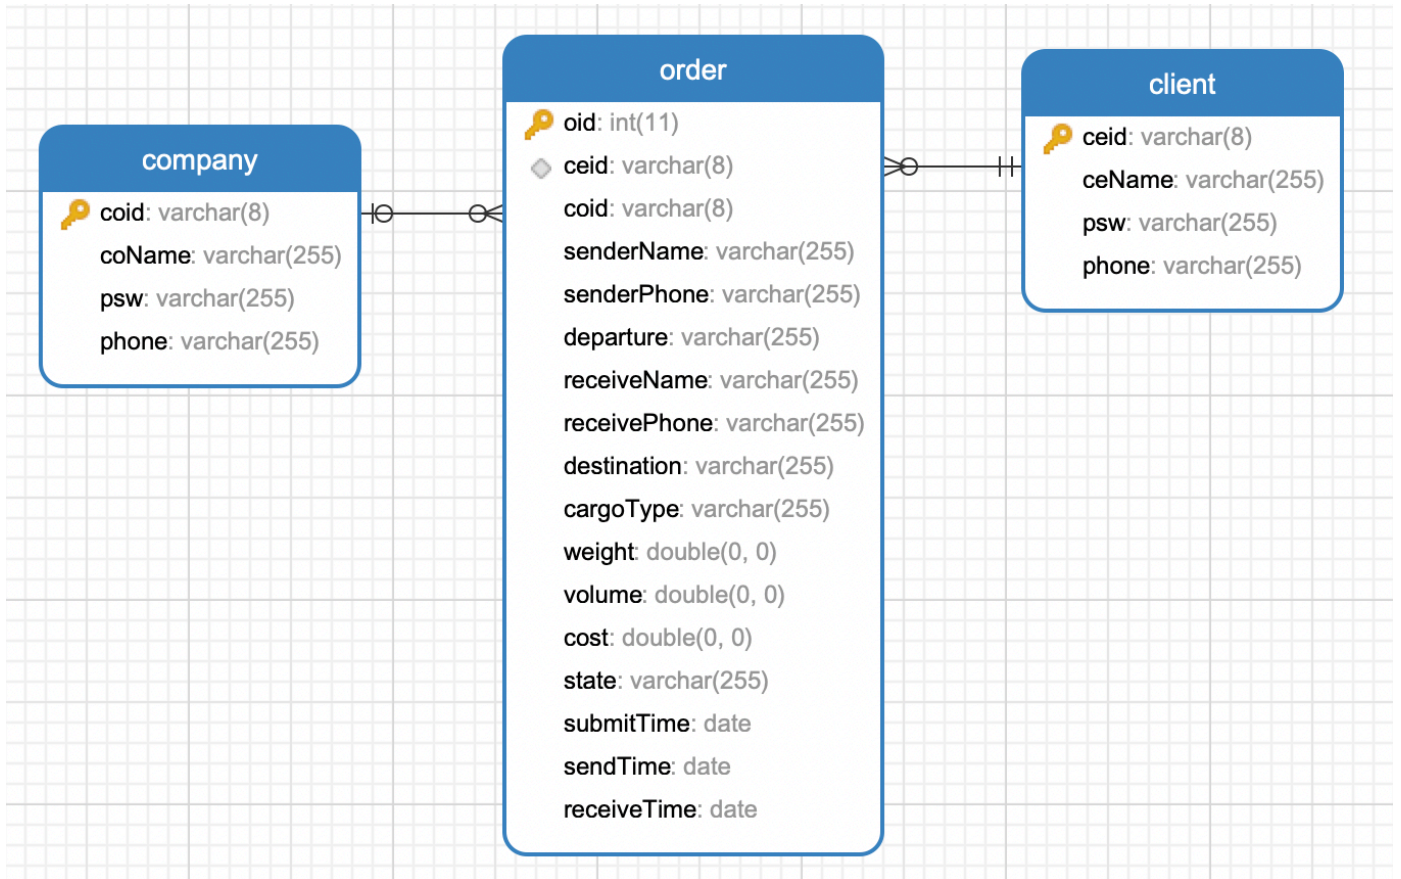 company
coid: varchar(8)
coName: varchar(255)
psw: varchar(255)
phone: varchar(255)
order
oid: int(11)
ceid: varchar(8)
coid: varchar(8)
senderName: varchar(255)
senderPhone: varchar(255)
departure: varchar(255)
receiveName: varchar(255)
receivePhone: varchar(255)
destination: varchar(255)
cargoType: varchar(255)
weight: double(0, 0)
volume: double(0, 0)
cost: double(0, 0)
state: varchar(255)
submitTime: date
sendTime: date
receiveTime: date
client
ceid: varchar(8)
ceName: varchar(255)
psw: varchar(255)
phone: varchar(255)